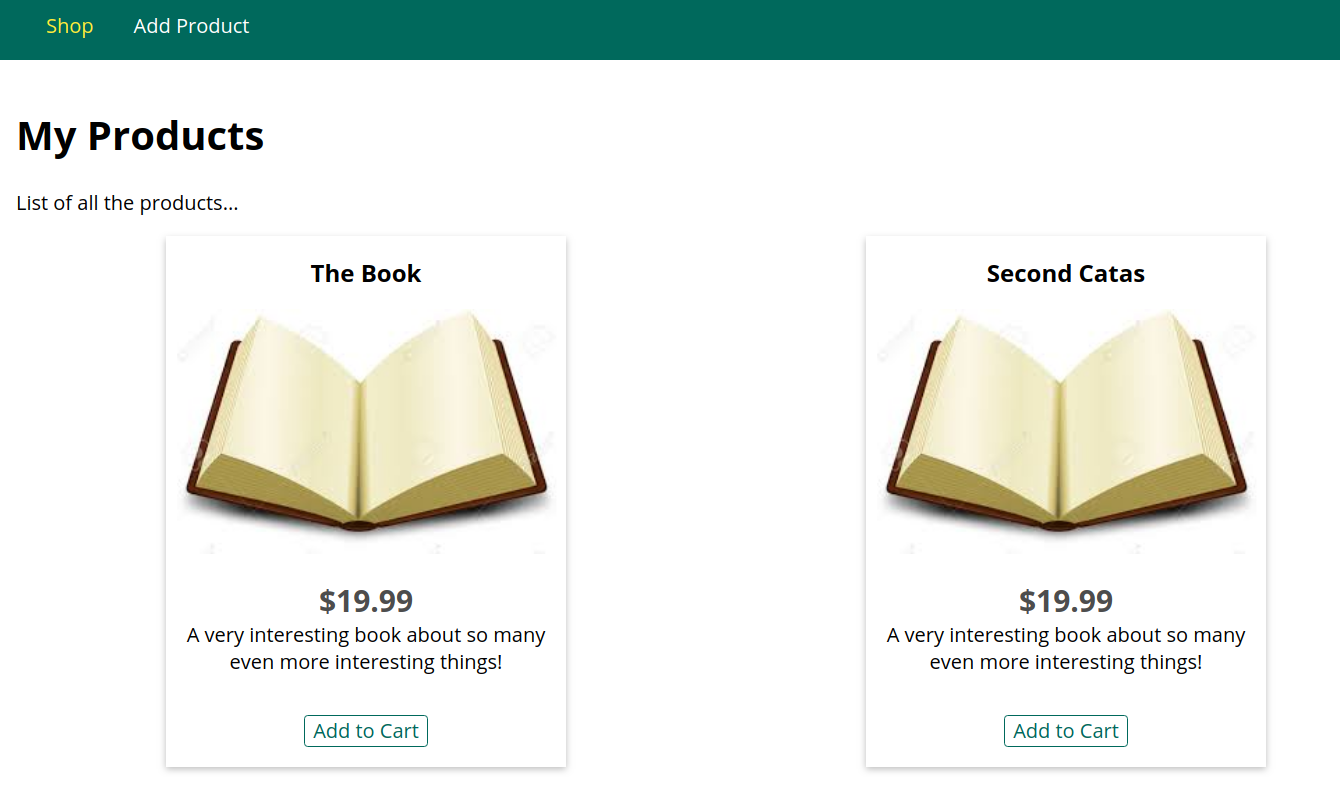 Shop Add Product
My Products
List of all the products...
The Book
$19.99
A very interesting book about so many
even more interesting things!
Add to Cart
Second Catas
$19.99
A very interesting book about so many
even more interesting things!
Add to Cart